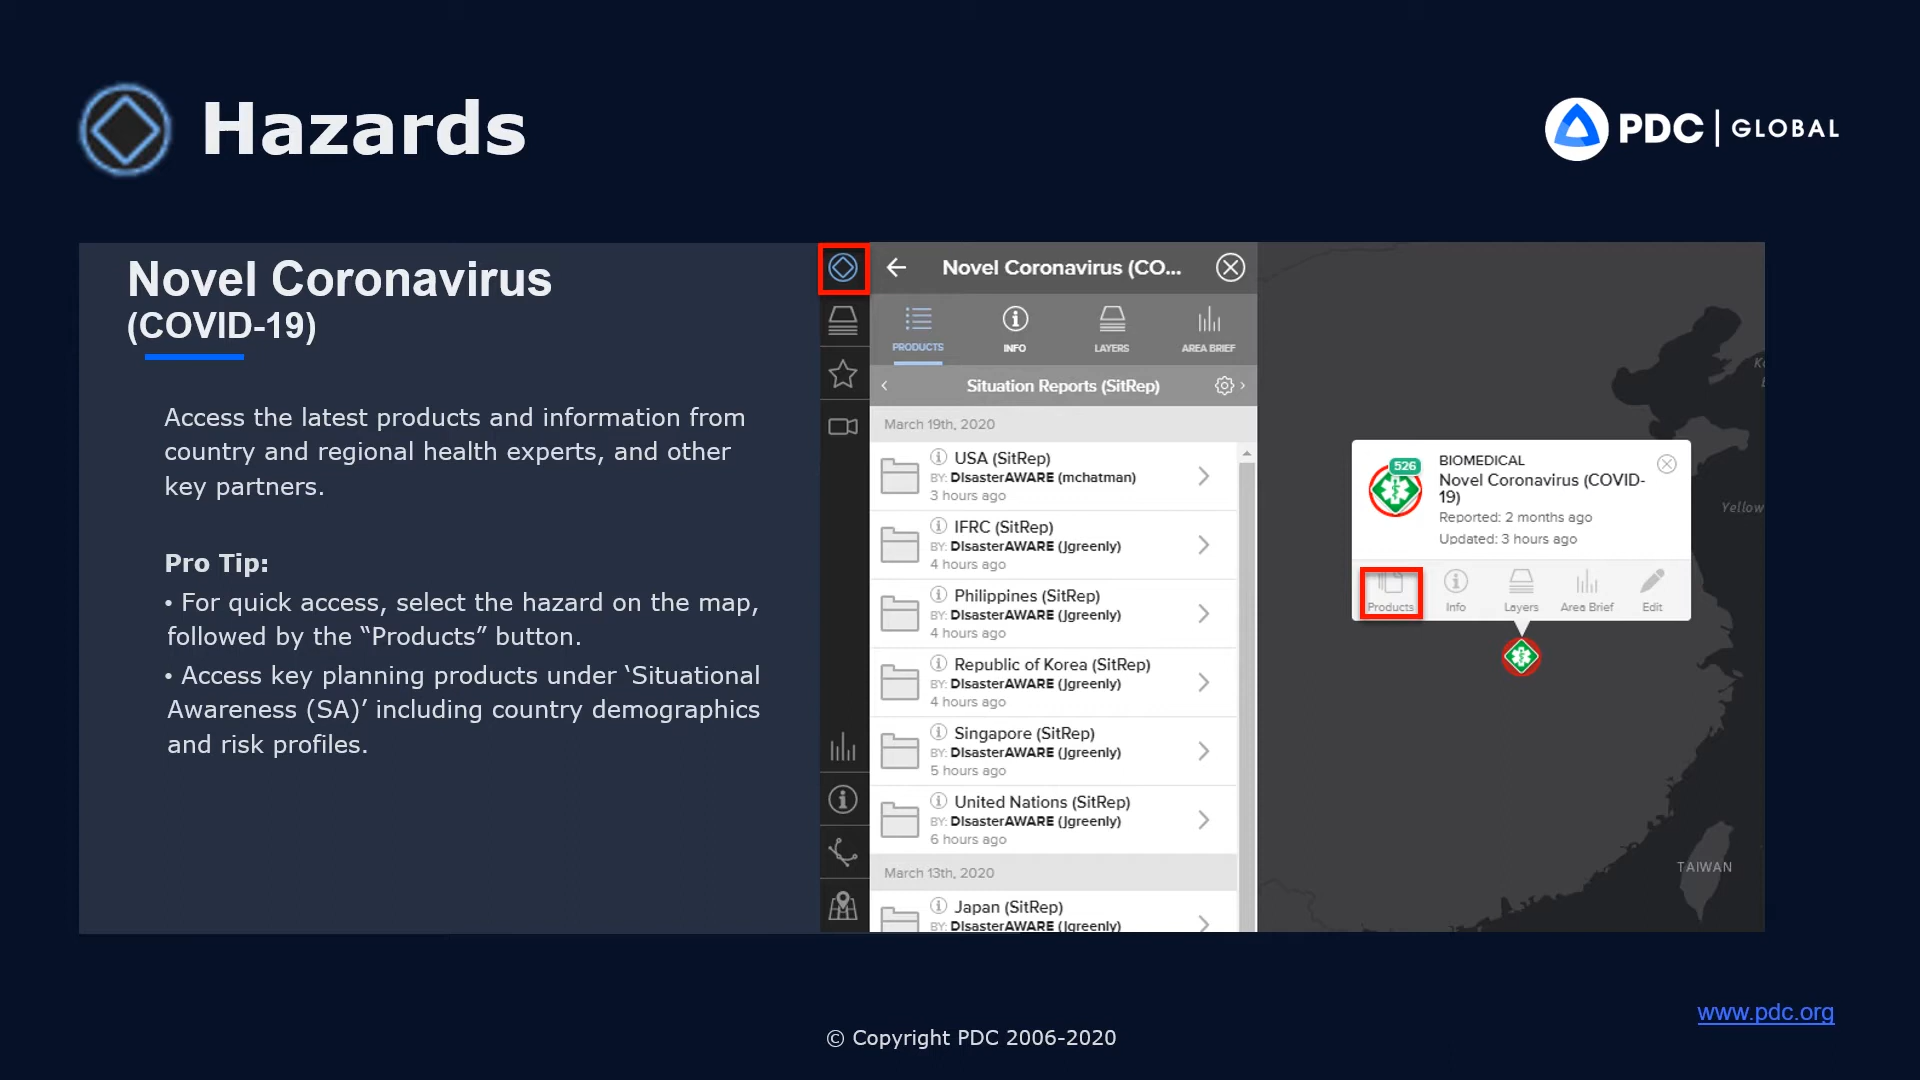 Hazards
PDC | GLOBAL
Novel Coronavirus
(COVID-19)
Access the latest products and information from
country and regional health experts, and other
key partners.
Pro Tip:
• For quick access, select the hazard on the map,
followed by the “Products” button.
• Access key planning products under ‘Situational
Awareness (SA)’ including country demographics
and risk profiles.
Novel Coronavirus (CO...
PRODUCTS
INFO
LAYERS
AREA BRIEF
Situation Reports (SitRep)
March 19th, 2020
USA (SitRep)
BY: DisasterAWARE (mchatman)
3 hours ago
IFRC (SitRep)
BY: DisasterAWARE (jgreenly)
4 hours ago
Philippines (SitRep)
BY: DisasterAWARE (jgreenly)
4 hours ago
Republic of Korea (SitRep)
BY: DisasterAWARE (jgreenly)
4 hours ago
Singapore (SitRep)
BY: DisasterAWARE (jgreenly)
5 hours ago
United Nations (SitRep)
BY: DisasterAWARE (jgreenly)
6 hours ago
March 13th, 2020
Japan (SitRep)
BY: DisasterAWARE (jgreenly)
526
BIOMEDICAL
Novel Coronavirus (COVID-
19)
Reported: 2 months ago
Updated: 3 hours ago
Products
Info
Layers
Area Brief
Edit
Yellow
TAIWAN
www.pdc.org
© Copyright PDC 2006-2020